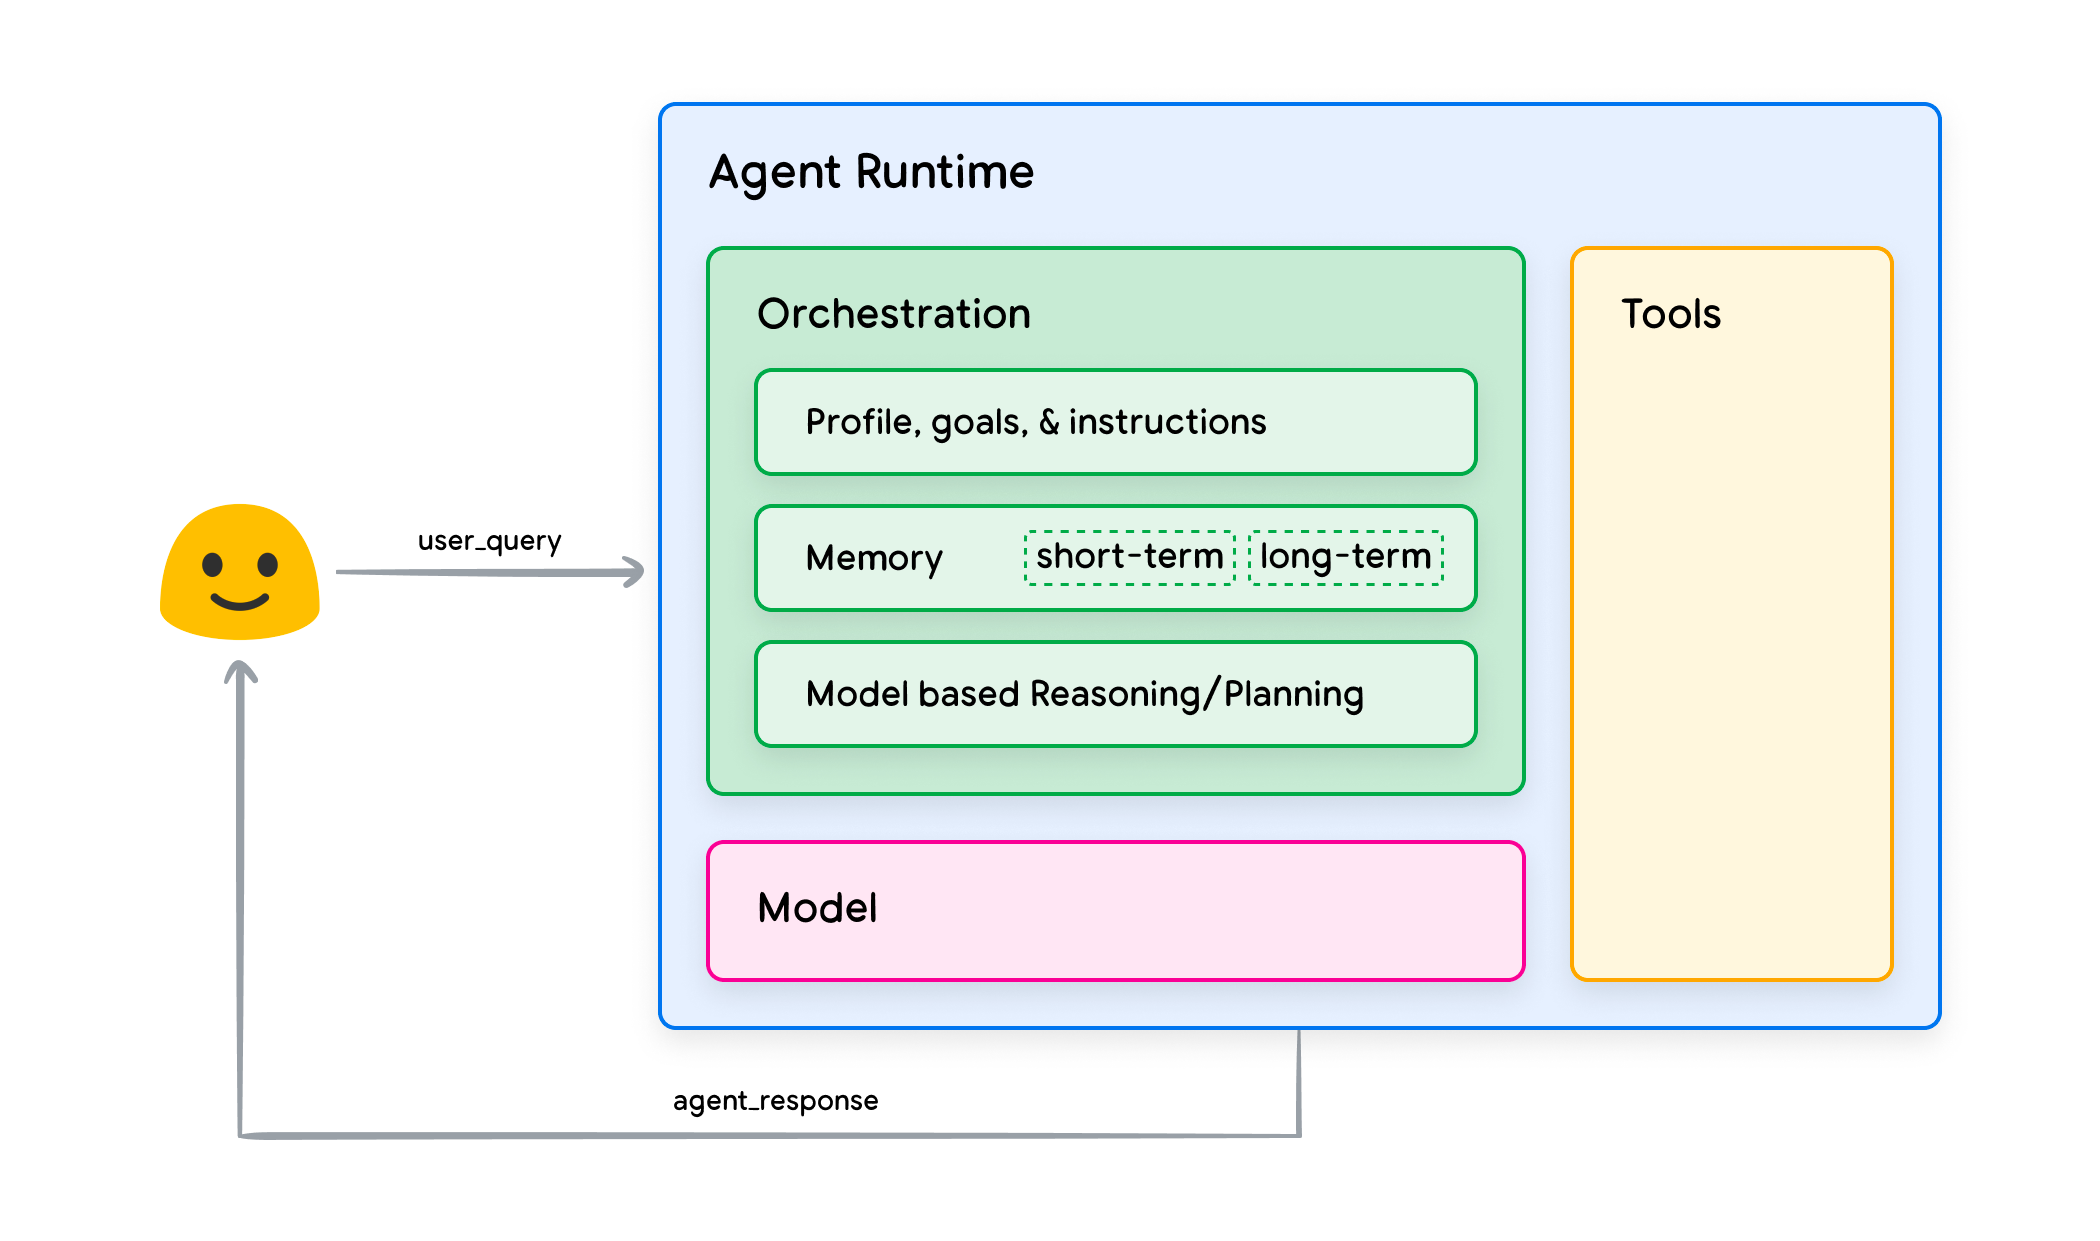 Agent Runtime
Orchestration
Profile, goals, & instructions
Memory short-term long-term
Model based Reasoning/Planning
Model
Tools
user_query
agent_response